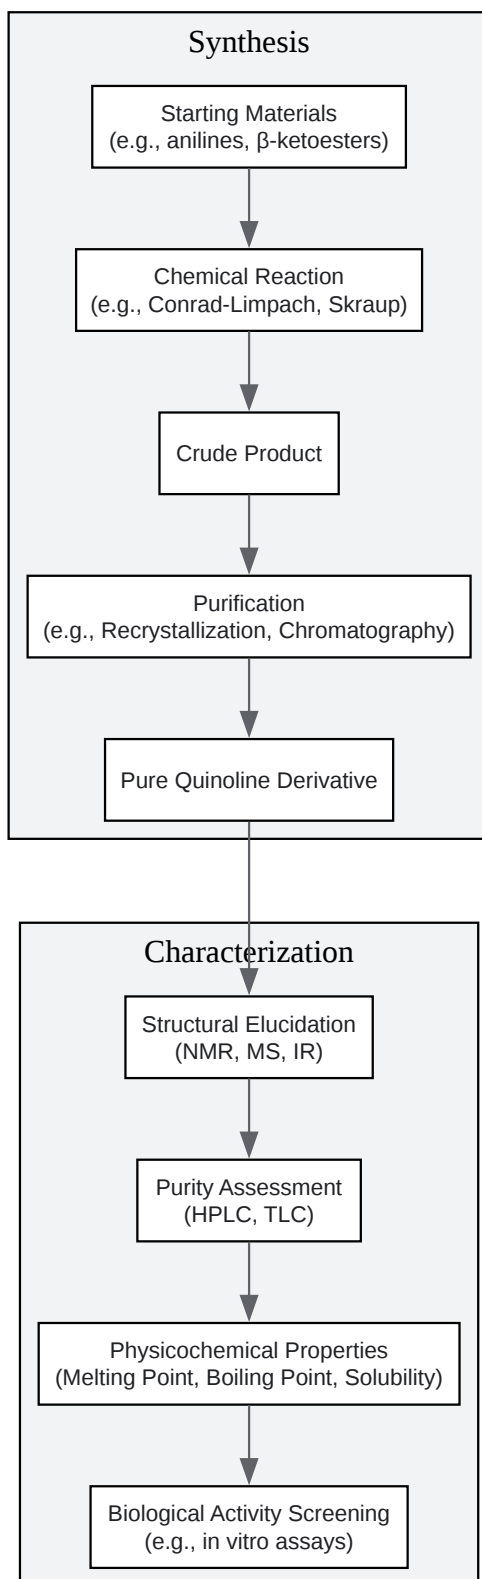 Synthesis
Starting Materials
(e.g., anilines, β-ketoesters)
Chemical Reaction
(e.g., Conrad-Limpach, Skraup)
Crude Product
Purification
(e.g., Recrystallization, Chromatography)
Pure Quinoline Derivative
Characterization
Structural Elucidation
(NMR, MS, IR)
Purity Assessment
(HPLC, TLC)
Physicochemical Properties
(Melting Point, Boiling Point, Solubility)
Biological Activity Screening
(e.g., in vitro assays)